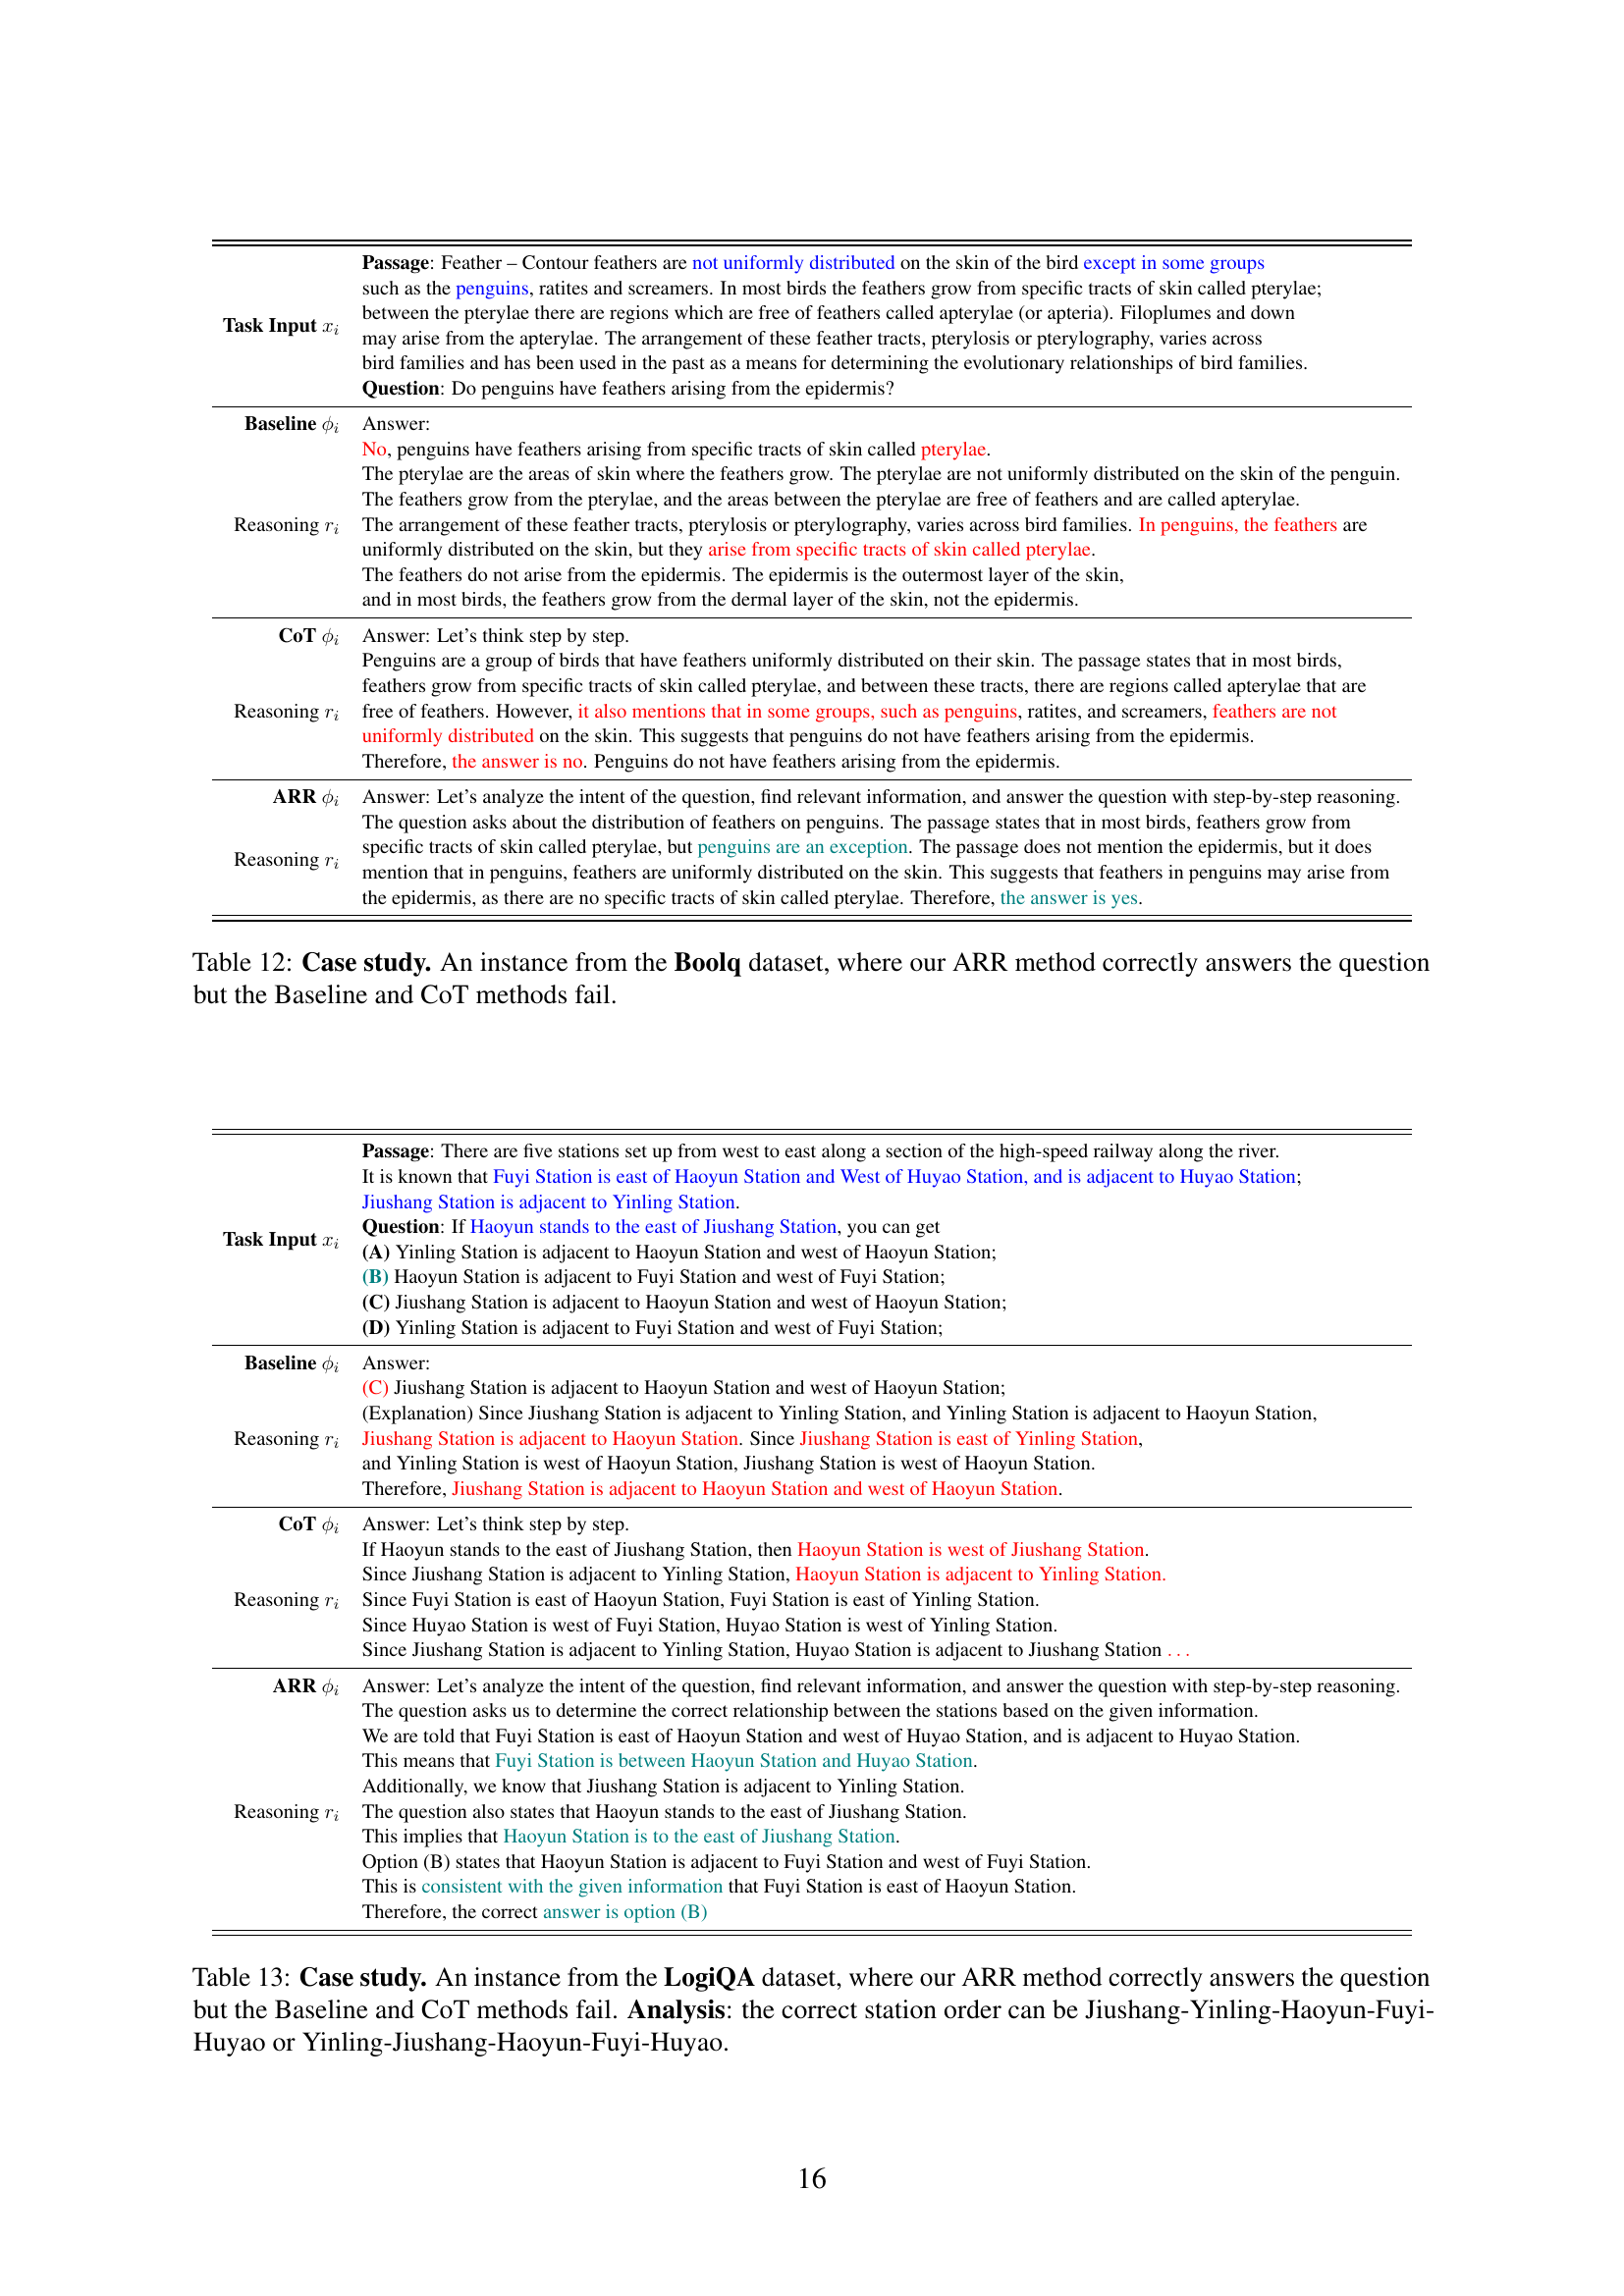 Passage: Feather – Contour feathers are not uniformly distributed on the skin of the bird except in some groups
such as the penguins, ratites and screamers. In most birds the feathers grow from specific tracts of skin called pterylae;
between the pterylae there are regions which are free of feathers called apterylae (or apteria). Filoplumes and down
Task Input xᵢ
may arise from the apterylae. The arrangement of these feather tracts, pterylosis or pterylography, varies across
bird families and has been used in the past as a means for determining the evolutionary relationships of bird families.
Question: Do penguins have feathers arising from the epidermis?
Baseline ϕᵢ Answer:
No, penguins have feathers arising from specific tracts of skin called pterylae.
The pterylae are the areas of skin where the feathers grow. The pterylae are not uniformly distributed on the skin of the penguin.
The feathers grow from the pterylae, and the areas between the pterylae are free of feathers and are called apterylae.
Reasoning rᵢ The arrangement of these feather tracts, pterylosis or pterylography, varies across bird families. In penguins, the feathers are
uniformly distributed on the skin, but they arise from specific tracts of skin called pterylae.
The feathers do not arise from the epidermis. The epidermis is the outermost layer of the skin,
and in most birds, the feathers grow from the dermal layer of the skin, not the epidermis.
CoT ϕᵢ Answer: Let's think step by step.
Penguins are a group of birds that have feathers uniformly distributed on their skin. The passage states that in most birds,
feathers grow from specific tracts of skin called pterylae, and between these tracts, there are regions called apterylae that are
Reasoning rᵢ free of feathers. However, it also mentions that in some groups, such as penguins, ratites, and screamers, feathers are not
uniformly distributed on the skin. This suggests that penguins do not have feathers arising from the epidermis.
Therefore, the answer is no. Penguins do not have feathers arising from the epidermis.
ARR ϕᵢ Answer: Let's analyze the intent of the question, find relevant information, and answer the question with step-by-step reasoning.
The question asks about the distribution of feathers on penguins. The passage states that in most birds, feathers grow from
specific tracts of skin called pterylae, but penguins are an exception. The passage does not mention the epidermis, but it does
Reasoning rᵢ
mention that in penguins, feathers are uniformly distributed on the skin. This suggests that feathers in penguins may arise from
the epidermis, as there are no specific tracts of skin called pterylae. Therefore, the answer is yes.
Table 12: Case study. An instance from the Boolq dataset, where our ARR method correctly answers the question
but the Baseline and CoT methods fail.
Passage: There are five stations set up from west to east along a section of the high-speed railway along the river.
It is known that Fuyi Station is east of Haoyun Station and West of Huyao Station, and is adjacent to Huyao Station;
Jiushang Station is adjacent to Yinling Station.
Question: If Haoyun stands to the east of Jiushang Station, you can get
Task Input xᵢ
(A) Yinling Station is adjacent to Haoyun Station and west of Haoyun Station;
(B) Haoyun Station is adjacent to Fuyi Station and west of Fuyi Station;
(C) Jiushang Station is adjacent to Haoyun Station and west of Haoyun Station;
(D) Yinling Station is adjacent to Fuyi Station and west of Fuyi Station;
Baseline ϕᵢ Answer:
(C) Jiushang Station is adjacent to Haoyun Station and west of Haoyun Station;
(Explanation) Since Jiushang Station is adjacent to Yinling Station, and Yinling Station is adjacent to Haoyun Station,
Reasoning rᵢ Jiushang Station is adjacent to Haoyun Station. Since Jiushang Station is east of Yinling Station,
and Yinling Station is west of Haoyun Station, Jiushang Station is west of Haoyun Station.
Therefore, Jiushang Station is adjacent to Haoyun Station and west of Haoyun Station.
CoT ϕᵢ Answer: Let's think step by step.
If Haoyun stands to the east of Jiushang Station, then Haoyun Station is west of Jiushang Station.
Since Jiushang Station is adjacent to Yinling Station, Haoyun Station is adjacent to Yinling Station.
Reasoning rᵢ Since Fuyi Station is east of Haoyun Station, Fuyi Station is east of Yinling Station.
Since Huyao Station is west of Fuyi Station, Huyao Station is west of Yinling Station.
Since Jiushang Station is adjacent to Yinling Station, Huyao Station is adjacent to Jiushang Station . . .
ARR ϕᵢ Answer: Let's analyze the intent of the question, find relevant information, and answer the question with step-by-step reasoning.
The question asks us to determine the correct relationship between the stations based on the given information.
We are told that Fuyi Station is east of Haoyun Station and west of Huyao Station, and is adjacent to Huyao Station.
This means that Fuyi Station is between Haoyun Station and Huyao Station.
Additionally, we know that Jiushang Station is adjacent to Yinling Station.
Reasoning rᵢ The question also states that Haoyun stands to the east of Jiushang Station.
This implies that Haoyun Station is to the east of Jiushang Station.
Option (B) states that Haoyun Station is adjacent to Fuyi Station and west of Fuyi Station.
This is consistent with the given information that Fuyi Station is east of Haoyun Station.
Therefore, the correct answer is option (B)
Table 13: Case study. An instance from the LogiQA dataset, where our ARR method correctly answers the question
but the Baseline and CoT methods fail. Analysis: the correct station order can be Jiushang-Yinling-Haoyun-Fuyi-
Huyao or Yinling-Jiushang-Haoyun-Fuyi-Huyao.
16